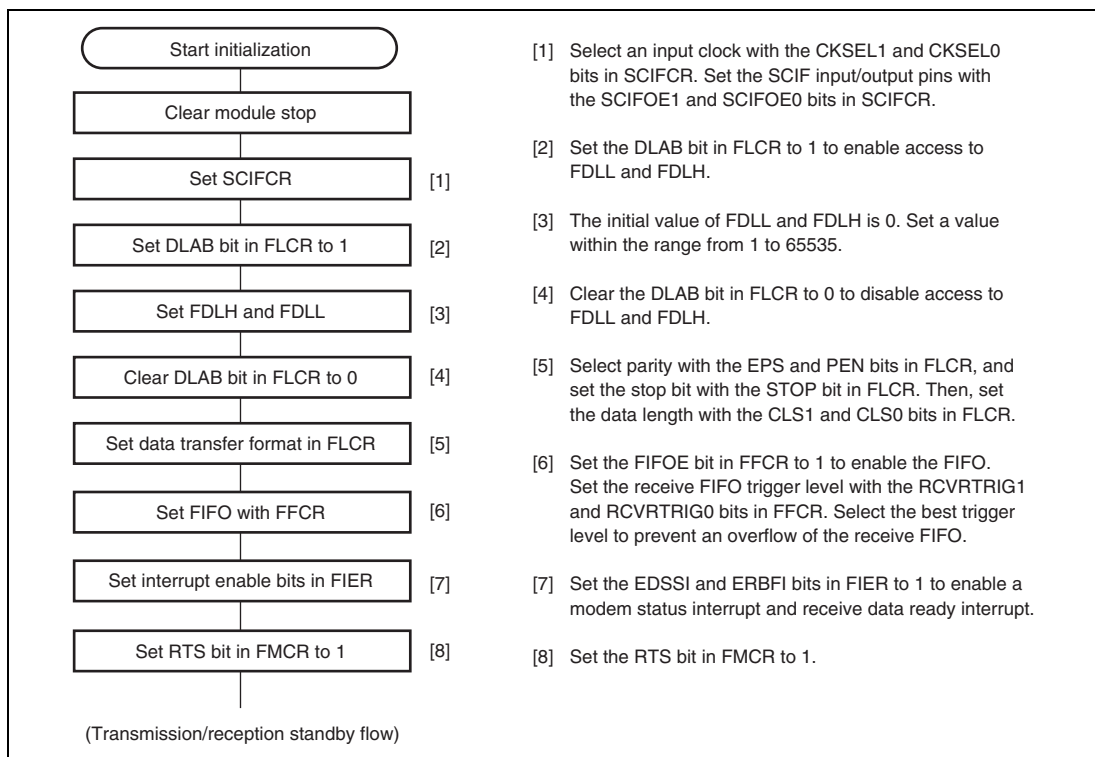 Start initialization
Clear module stop
Set SCIFCR
[1]
Set DLAB bit in FLCR to 1
[2]
Set FDLH and FDLL
[3]
Clear DLAB bit in FLCR to 0
[4]
Set data transfer format in FLCR
[5]
Set FIFO with FFCR
[6]
Set interrupt enable bits in FIER
[7]
Set RTS bit in FMCR to 1
[8]
(Transmission/reception standby flow)
[1] Select an input clock with the CKSEL1 and CKSEL0
bits in SCIFCR. Set the SCIF input/output pins with
the SCIFOE1 and SCIFOE0 bits in SCIFCR.
[2] Set the DLAB bit in FLCR to 1 to enable access to
FDLL and FDLH.
[3] The initial value of FDLL and FDLH is 0. Set a value
within the range from 1 to 65535.
[4] Clear the DLAB bit in FLCR to 0 to disable access to
FDLL and FDLH.
[5] Select parity with the EPS and PEN bits in FLCR, and
set the stop bit with the STOP bit in FLCR. Then, set
the data length with the CLS1 and CLS0 bits in FLCR.
[6] Set the FIFOE bit in FFCR to 1 to enable the FIFO.
Set the receive FIFO trigger level with the RCVRTRIG1
and RCVRTRIG0 bits in FFCR. Select the best trigger
level to prevent an overflow of the receive FIFO.
[7] Set the EDSSI and ERBFI bits in FIER to 1 to enable a
modem status interrupt and receive data ready interrupt.
[8] Set the RTS bit in FMCR to 1.